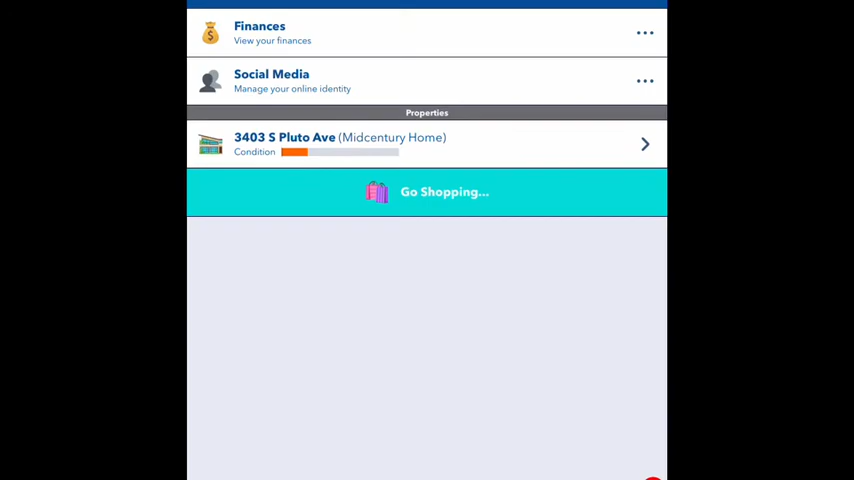 Finances
View your finances
Social Media
Manage your online identity
Properties
3403 S Pluto Ave (Midcentury Home)
Condition
Go Shopping...